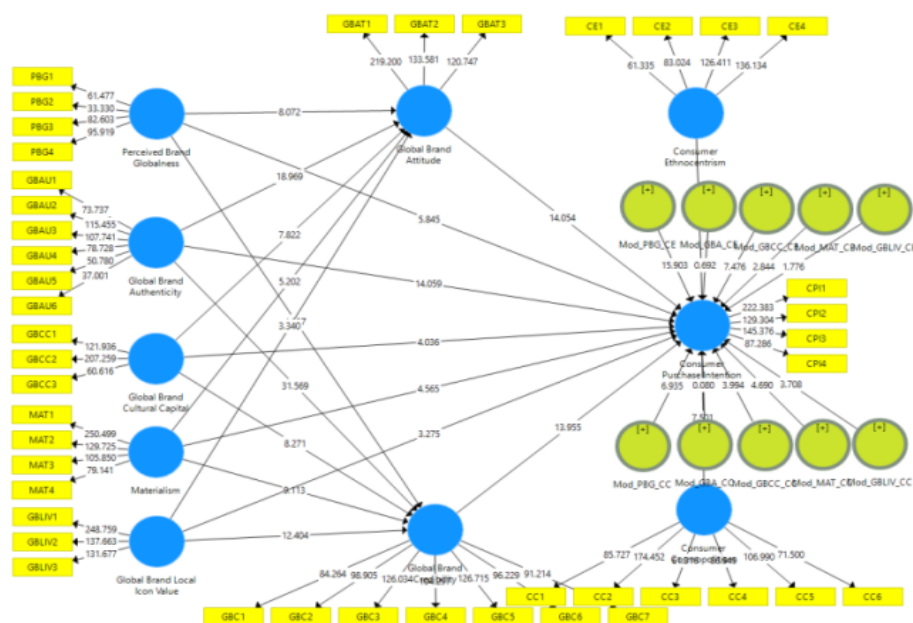 GBAT1 GBAT2 GBAT3
CE1 CE2 CE3 CE4
219.200 133.581 120.747
61.335 83.024 126.411 136.134
PBG1
PBG2
PBG3
PBG4
61.477
33.330
82.603
95.919
Perceived Brand
Globalness
8.072
Global Brand
Attitude
Consumer
Ethnocentrism
GBAU1
GBAU2
GBAU3
GBAU4
GBAU5
GBAU6
73.737
115.455
107.741
78.728
50.780
37.001
Global Brand
Authenticity
18.969
7.822
5.202
3.340
14.054
5.845
14.059
[+] [+] [+] [+] [+]
Mod_PBG_CE Mod_GBA_CE Mod_GBCC_CE Mod_MAT_CE Mod_GBLIV_CE
15.903 0.692 7.476 2.844 1.776
CPI1
CPI2
CPI3
CPI4
222.383
129.304
145.376
87.286
Consumer
Purchase Intention
GBCC1
GBCC2
GBCC3
121.936
207.259
60.616
Global Brand
Cultural Capital
4.036
31.569
4.565
3.275
8.271
13.955
6.935 0.080 3.994 4.690 3.708
7.501
MAT1
MAT2
MAT3
MAT4
250.499
129.725
105.850
79.141
Materialism
9.113
[+] [+] [+] [+] [+]
Mod_PBG_CC Mod_GBA_CC Mod_GBCC_CC Mod_MAT_CC Mod_GBLIV_CC
GBLIV1
GBLIV2
GBLIV3
248.759
137.663
131.677
Global Brand Local
Icon Value
12.404
Global Brand
Consumer
84.264 98.905 126.034 126.715 96.229 91.214
85.727 174.452 106.990 71.500
GBC1 GBC2 GBC3 GBC4 GBC5 GBC6 GBC7
CC1 CC2 CC3 CC4 CC5 CC6